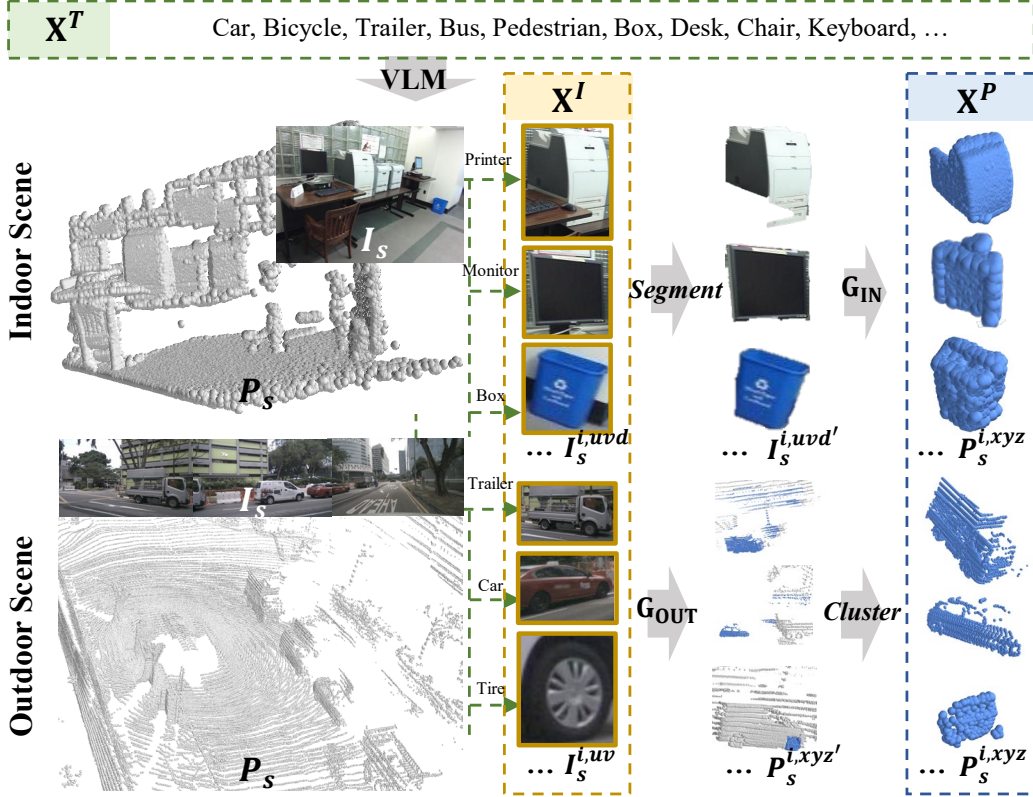 X^T Car, Bicycle, Trailer, Bus, Pedestrian, Box, Desk, Chair, Keyboard, …
VLM
X^I
X^P
Indoor Scene
I_s
P_s
Printer
Monitor
Box
Segment
G_IN
… I_s^{i,uvd}
I_s^{i,uvd′}
… P_s^{i,xyz}
Outdoor Scene
I_s
AHEAD
P_s
Trailer
Car
Tire
G_OUT
Cluster
… I_s^{i,uv}
… P_s^{i,xyz′}
… P_s^{i,xyz}